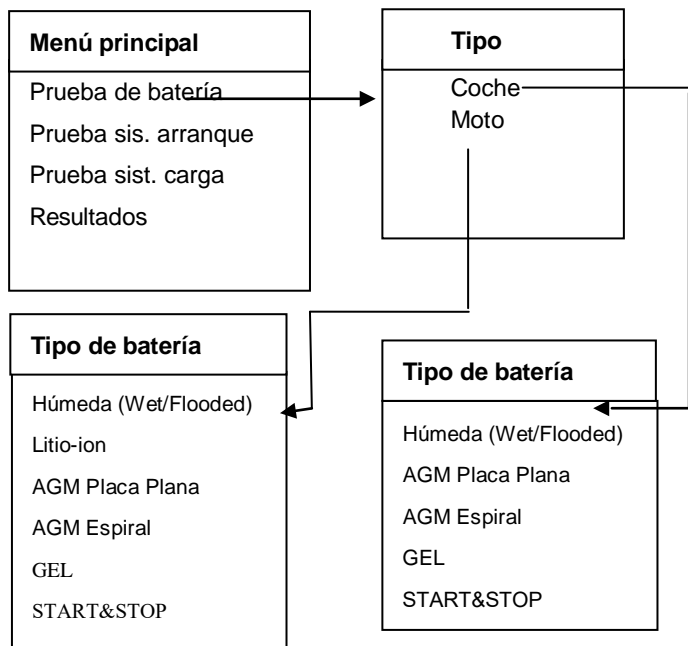 Menú principal
Prueba de batería
Prueba sis. arranque
Prueba sist. carga
Resultados
Tipo
Coche
Moto
Tipo de batería
Húmeda (Wet/Flooded)
Litio-ion
AGM Placa Plana
AGM Espiral
GEL
START&STOP
Tipo de batería
Húmeda (Wet/Flooded)
AGM Placa Plana
AGM Espiral
GEL
START&STOP